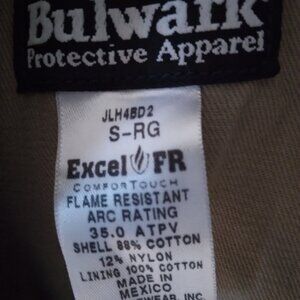 Bulwark
Protective Apparel
JLH4BD2
S-RG
Excel FR
COMFORTOUCH
FLAME RESISTANT
ARC RATING
35.0 ATPV
SHELL 88% COTTON
12% NYLON
LINING 100% COTTON
MADE IN
MEXICO
INC.